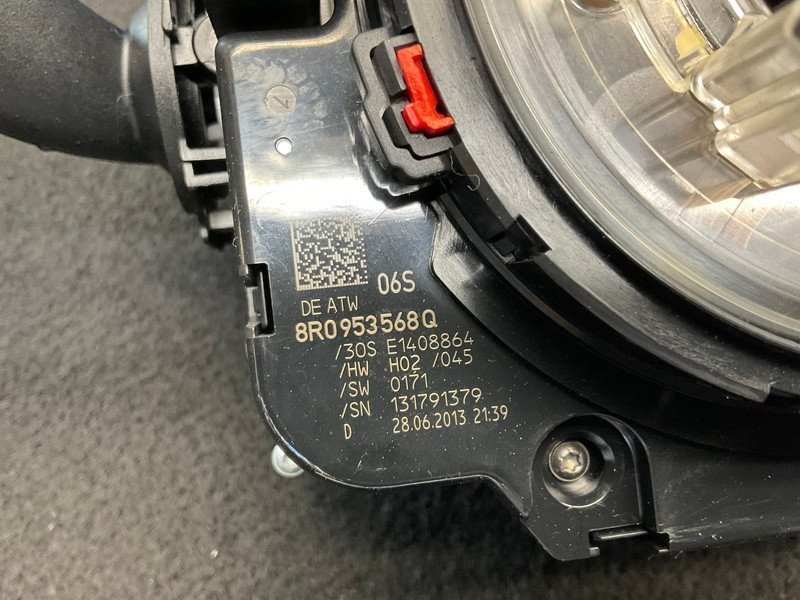 06S
DE ATW
8R0953568Q
/30S E1408864
/HW H02 /045
/SW 0171
/SN 131791379
D 28.06.2013 21:39